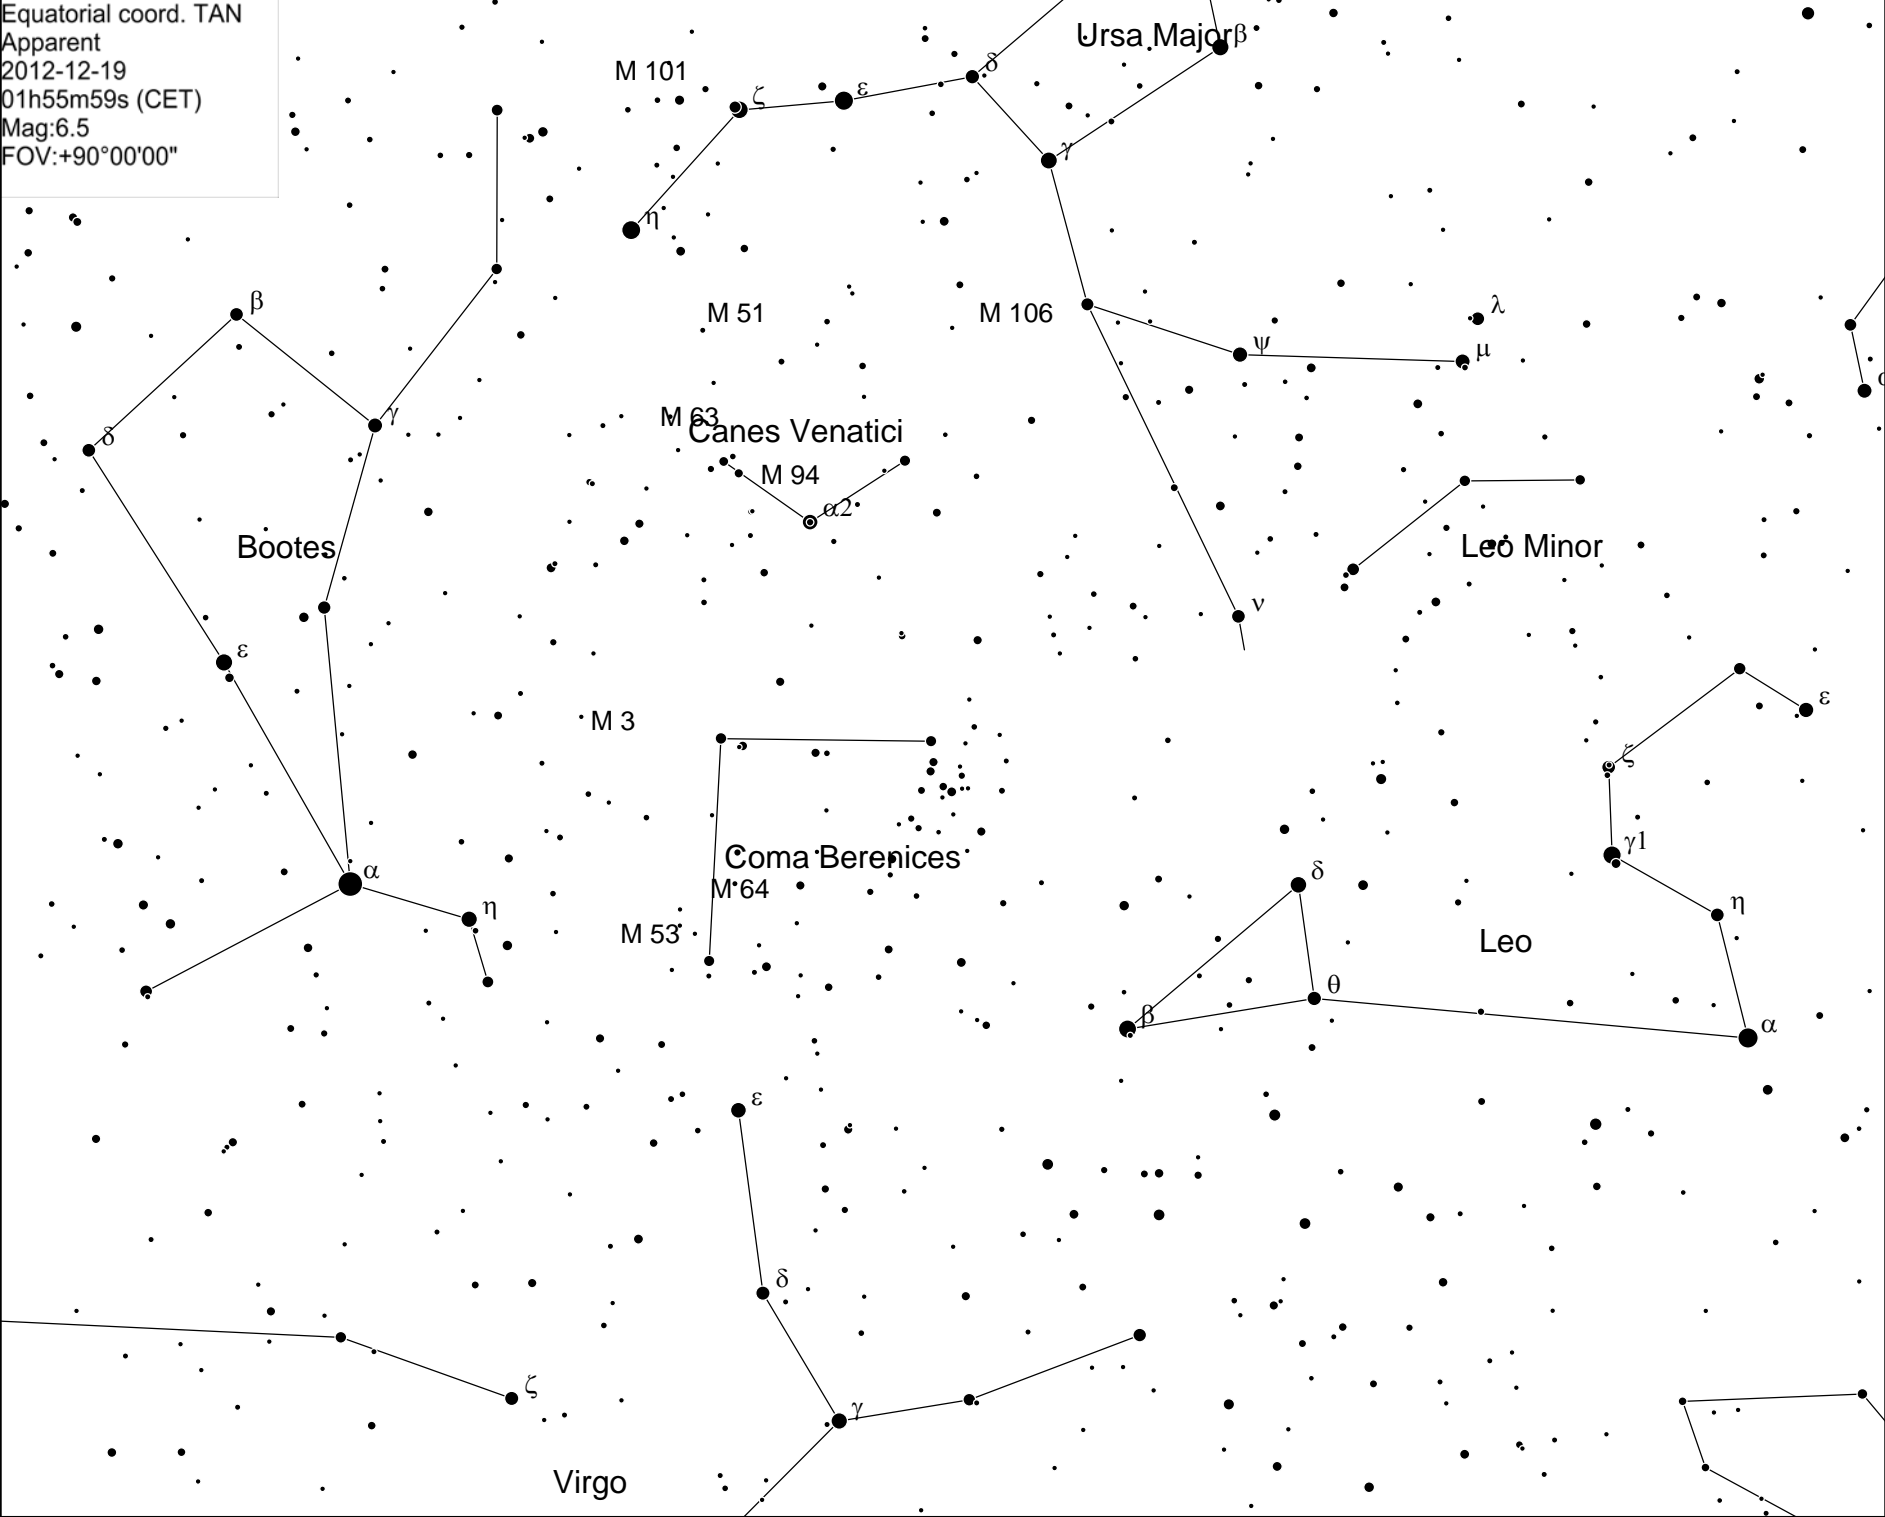 Equatorial coord. TAN
Apparent
2012-12-19
01h55m59s (CET)
Mag:6.5
FOV:+90°00'00"
Ursa Major β
δ
M 101
ζ
ε
γ
η
β
M 51
M 106
λ
ψ
μ
α
γ
M 63
Canes Venatici
δ
M 94
α2
Bootes
Leo Minor
ν
ε
ε
M 3
ζ
γ1
Coma Berenices
α
δ
M 64
η
η
M 53
Leo
θ
β
α
ε
δ
ζ
γ
Virgo